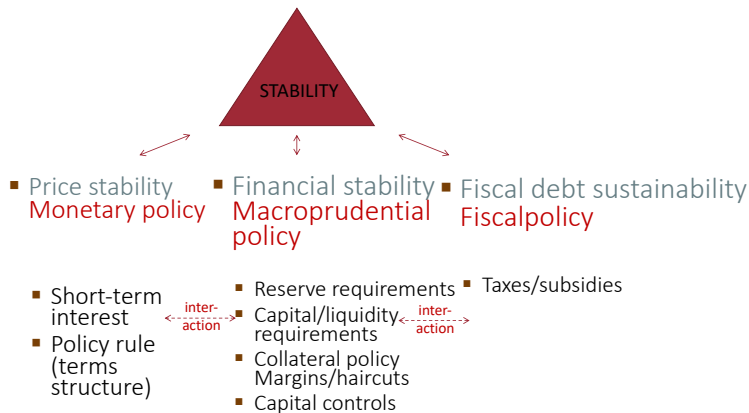 STABILITY
Price stability
Monetary policy
Financial stability
Macroprudential
policy
Fiscal debt sustainability
Fiscalpolicy
Short-term
interest
Policy rule
(terms
structure)
inter-
action
Reserve requirements
Capital/liquidity
requirements
Collateral policy
Margins/haircuts
Capital controls
inter-
action
Taxes/subsidies